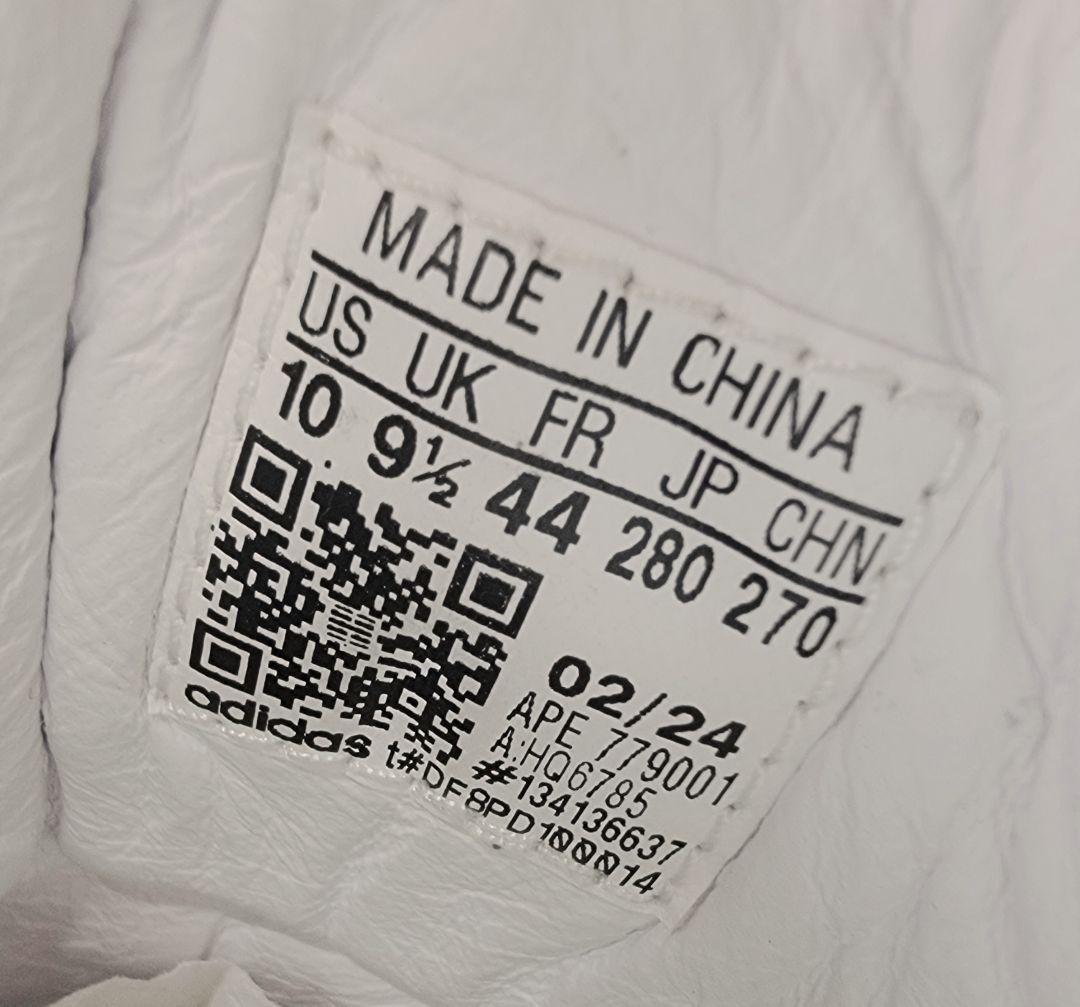 MADE IN CHINA
US UK FR JP CHN
10 9½ 44 280 270
02/24
APE 779001
A:HQ6785
#134136637
adidas t#DF8PD100014